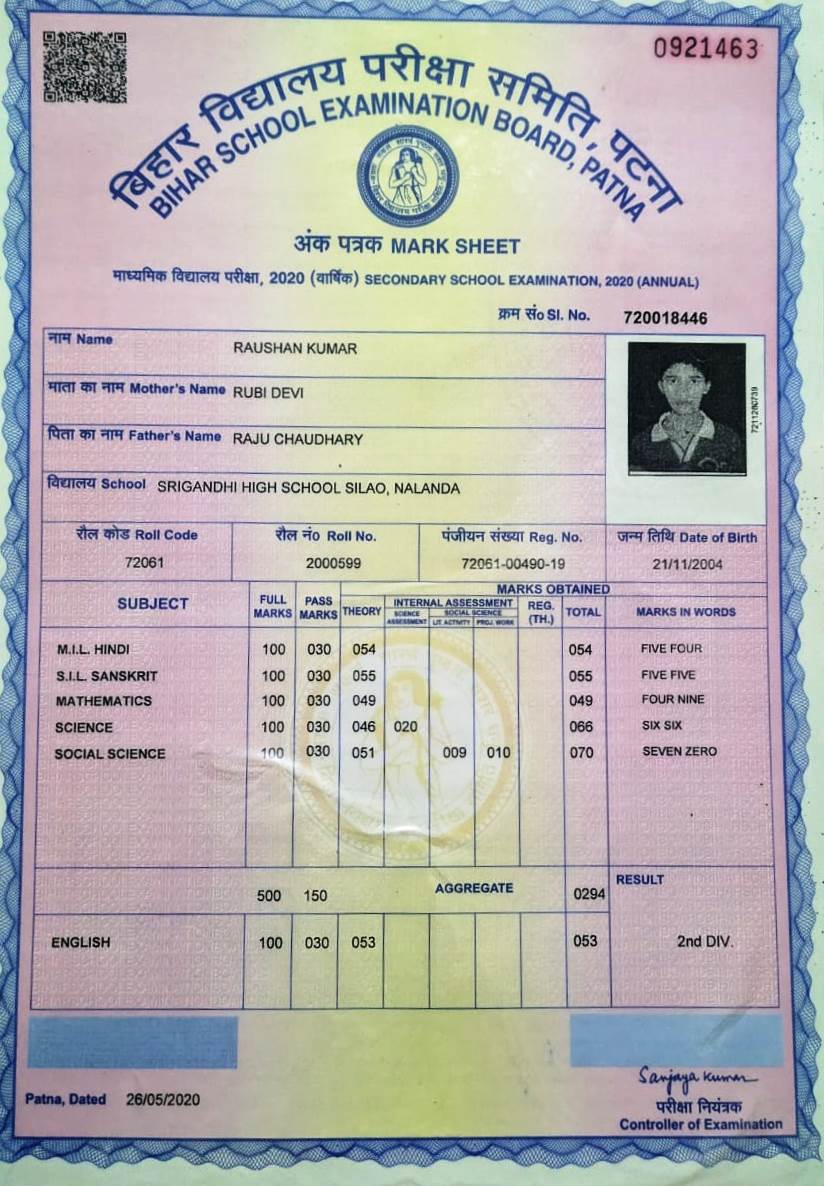 0921463
बिहार विद्यालय परीक्षा समिति, पटना
BIHAR SCHOOL EXAMINATION BOARD, PATNA
अंक पत्रक MARK SHEET
माध्यमिक विद्यालय परीक्षा, 2020 (वार्षिक) SECONDARY SCHOOL EXAMINATION, 2020 (ANNUAL)
क्रम सं० Sl. No. 720018446
नाम Name RAUSHAN KUMAR
माता का नाम Mother's Name RUBI DEVI
पिता का नाम Father's Name RAJU CHAUDHARY
विद्यालय School SRIGANDHI HIGH SCHOOL SILAO, NALANDA
रौल कोड Roll Code रौल नं० Roll No. पंजीयन संख्या Reg. No. जन्म तिथि Date of Birth
72061 2000599 72061-00490-19 21/11/2004
SUBJECT FULL MARKS PASS MARKS MARKS OBTAINED
THEORY INTERNAL ASSESSMENT REG. (TH.) TOTAL MARKS IN WORDS
SCIENCE ASSESSMENT SOCIAL SCIENCE
LIT. ACTIVITY PROJ. WORK
M.I.L. HINDI 100 030 054 054 FIVE FOUR
S.I.L. SANSKRIT 100 030 055 055 FIVE FIVE
MATHEMATICS 100 030 049 049 FOUR NINE
SCIENCE 100 030 046 020 066 SIX SIX
SOCIAL SCIENCE 100 030 051 009 010 070 SEVEN ZERO
500 150 AGGREGATE 0294 RESULT
ENGLISH 100 030 053 053 2nd DIV.
Sanjaya Kumar
Patna, Dated 26/05/2020
परीक्षा नियंत्रक
Controller of Examination